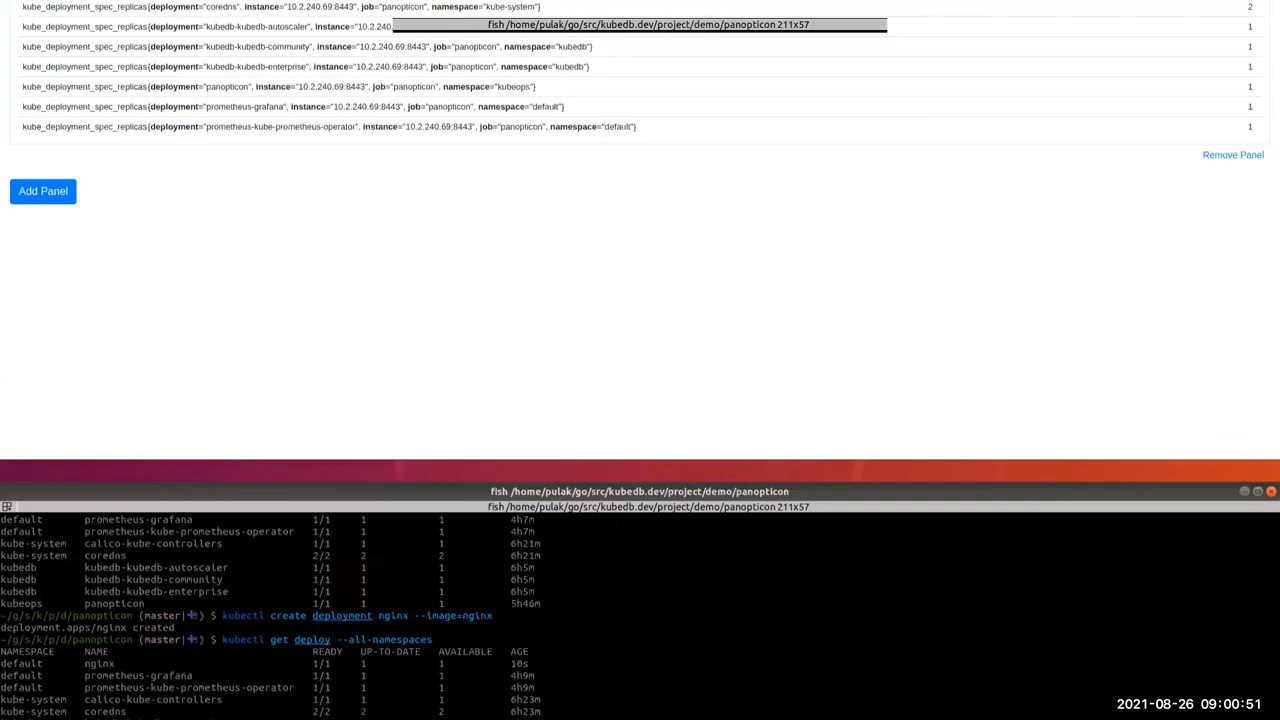 kube_deployment_spec_replicas{deployment="coredns", instance="10.2.240.69:8443", job="panopticon", namespace="kube-system"} 2
fish /home/pulak/go/src/kubedb.dev/project/demo/panopticon 211x57
kube_deployment_spec_replicas{deployment="kubedb-kubedb-autoscaler", instance="10.2.240. 1
kube_deployment_spec_replicas{deployment="kubedb-kubedb-community", instance="10.2.240.69:8443", job="panopticon", namespace="kubedb"} 1
kube_deployment_spec_replicas{deployment="kubedb-kubedb-enterprise", instance="10.2.240.69:8443", job="panopticon", namespace="kubedb"} 1
kube_deployment_spec_replicas{deployment="panopticon", instance="10.2.240.69:8443", job="panopticon", namespace="kubeops"} 1
kube_deployment_spec_replicas{deployment="prometheus-grafana", instance="10.2.240.69:8443", job="panopticon", namespace="default"} 1
kube_deployment_spec_replicas{deployment="prometheus-kube-prometheus-operator", instance="10.2.240.69:8443", job="panopticon", namespace="default"} 1
Remove Panel
Add Panel
fish /home/pulak/go/src/kubedb.dev/project/demo/panopticon
fish /home/pulak/go/src/kubedb.dev/project/demo/panopticon 211x57
default prometheus-grafana 1/1 1 1 4h7m
default prometheus-kube-prometheus-operator 1/1 1 1 4h7m
kube-system calico-kube-controllers 1/1 1 1 6h21m
kube-system coredns 2/2 2 2 6h21m
kubedb kubedb-kubedb-autoscaler 1/1 1 1 6h5m
kubedb kubedb-kubedb-community 1/1 1 1 6h5m
kubedb kubedb-kubedb-enterprise 1/1 1 1 6h5m
kubeops panopticon 1/1 1 1 5h46m
~/g/s/k/p/d/panopticon (master|) $ kubectl create deployment nginx --image=nginx
deployment.apps/nginx created
~/g/s/k/p/d/panopticon (master|) $ kubectl get deploy --all-namespaces
NAMESPACE NAME READY UP-TO-DATE AVAILABLE AGE
default nginx 1/1 1 1 10s
default prometheus-grafana 1/1 1 1 4h9m
default prometheus-kube-prometheus-operator 1/1 1 1 4h9m
kube-system calico-kube-controllers 1/1 1 1 6h23m
kube-system coredns 2/2 2 2 6h23m
2021-08-26 09:00:51